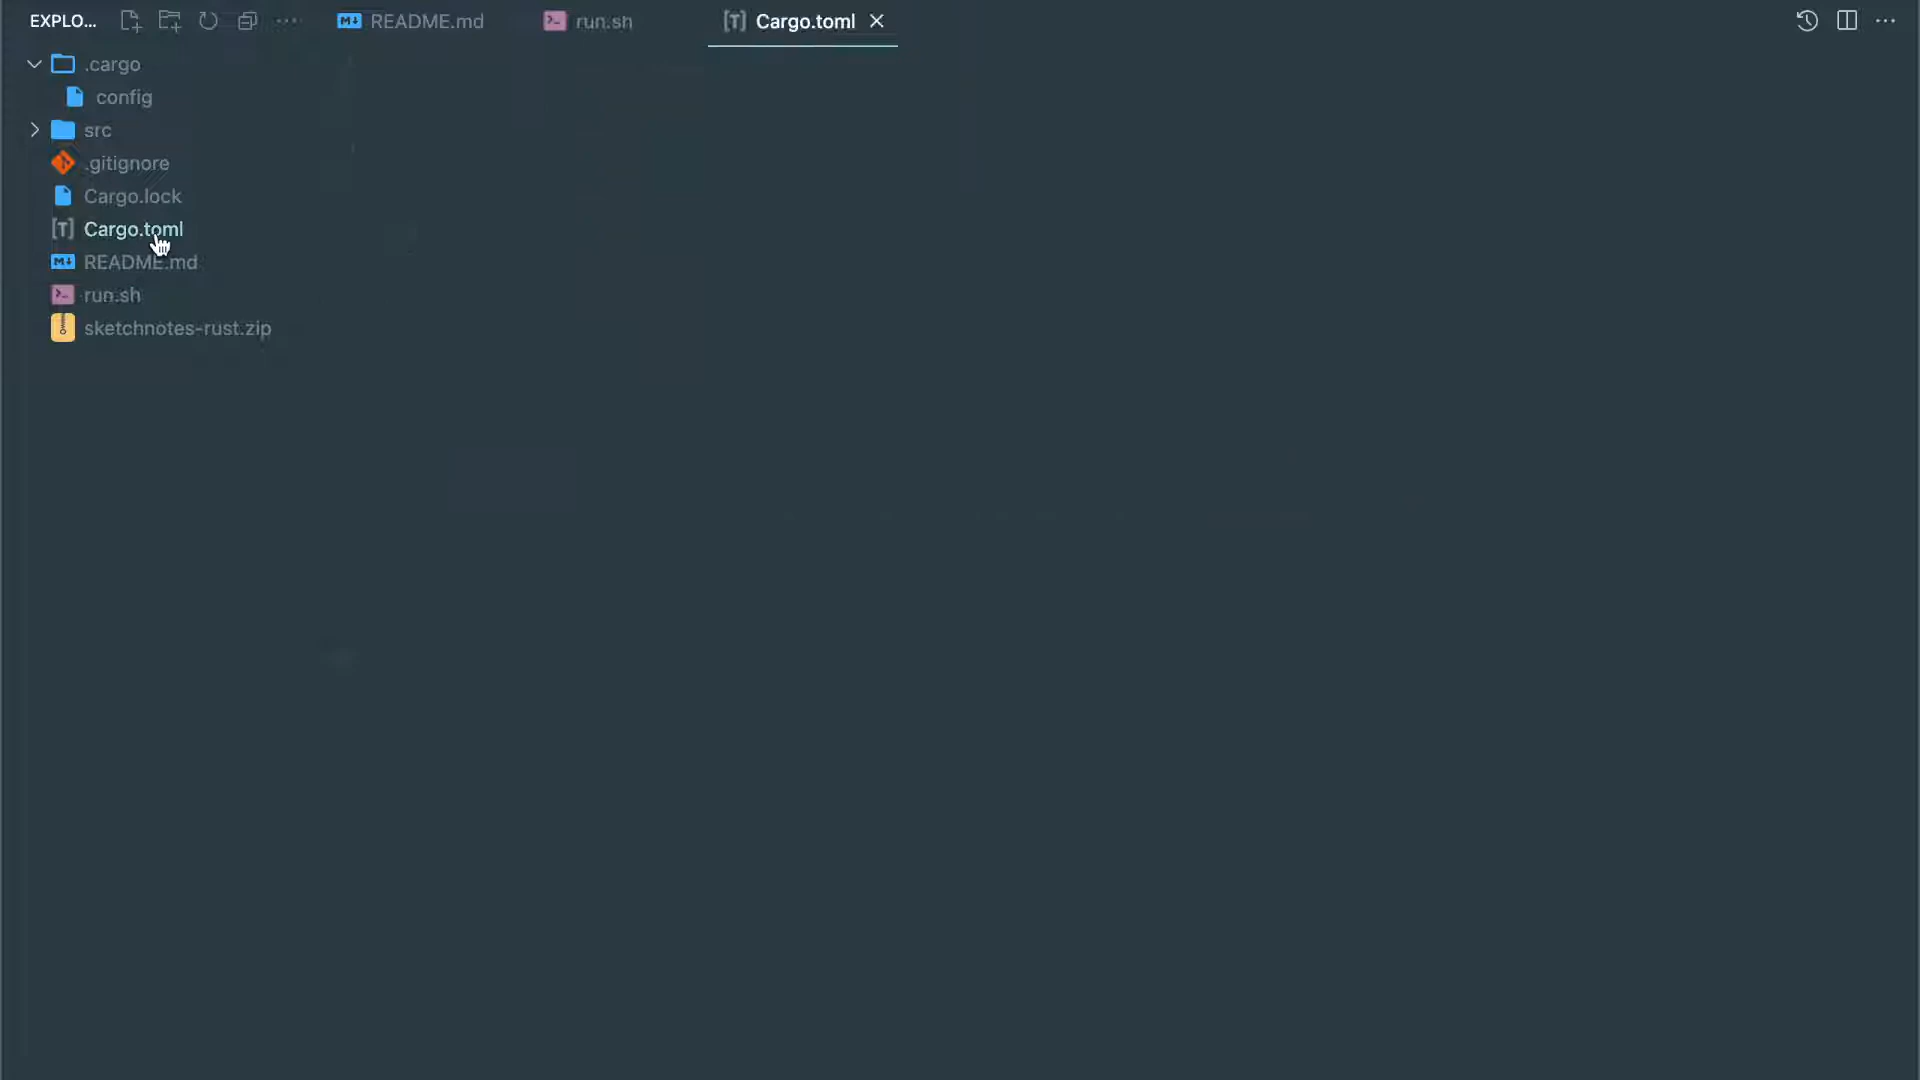 EXPLO...
README.md
run.sh
[T] Cargo.toml
.cargo
config
src
.gitignore
Cargo.lock
[T] Cargo.toml
README.md
run.sh
sketchnotes-rust.zip